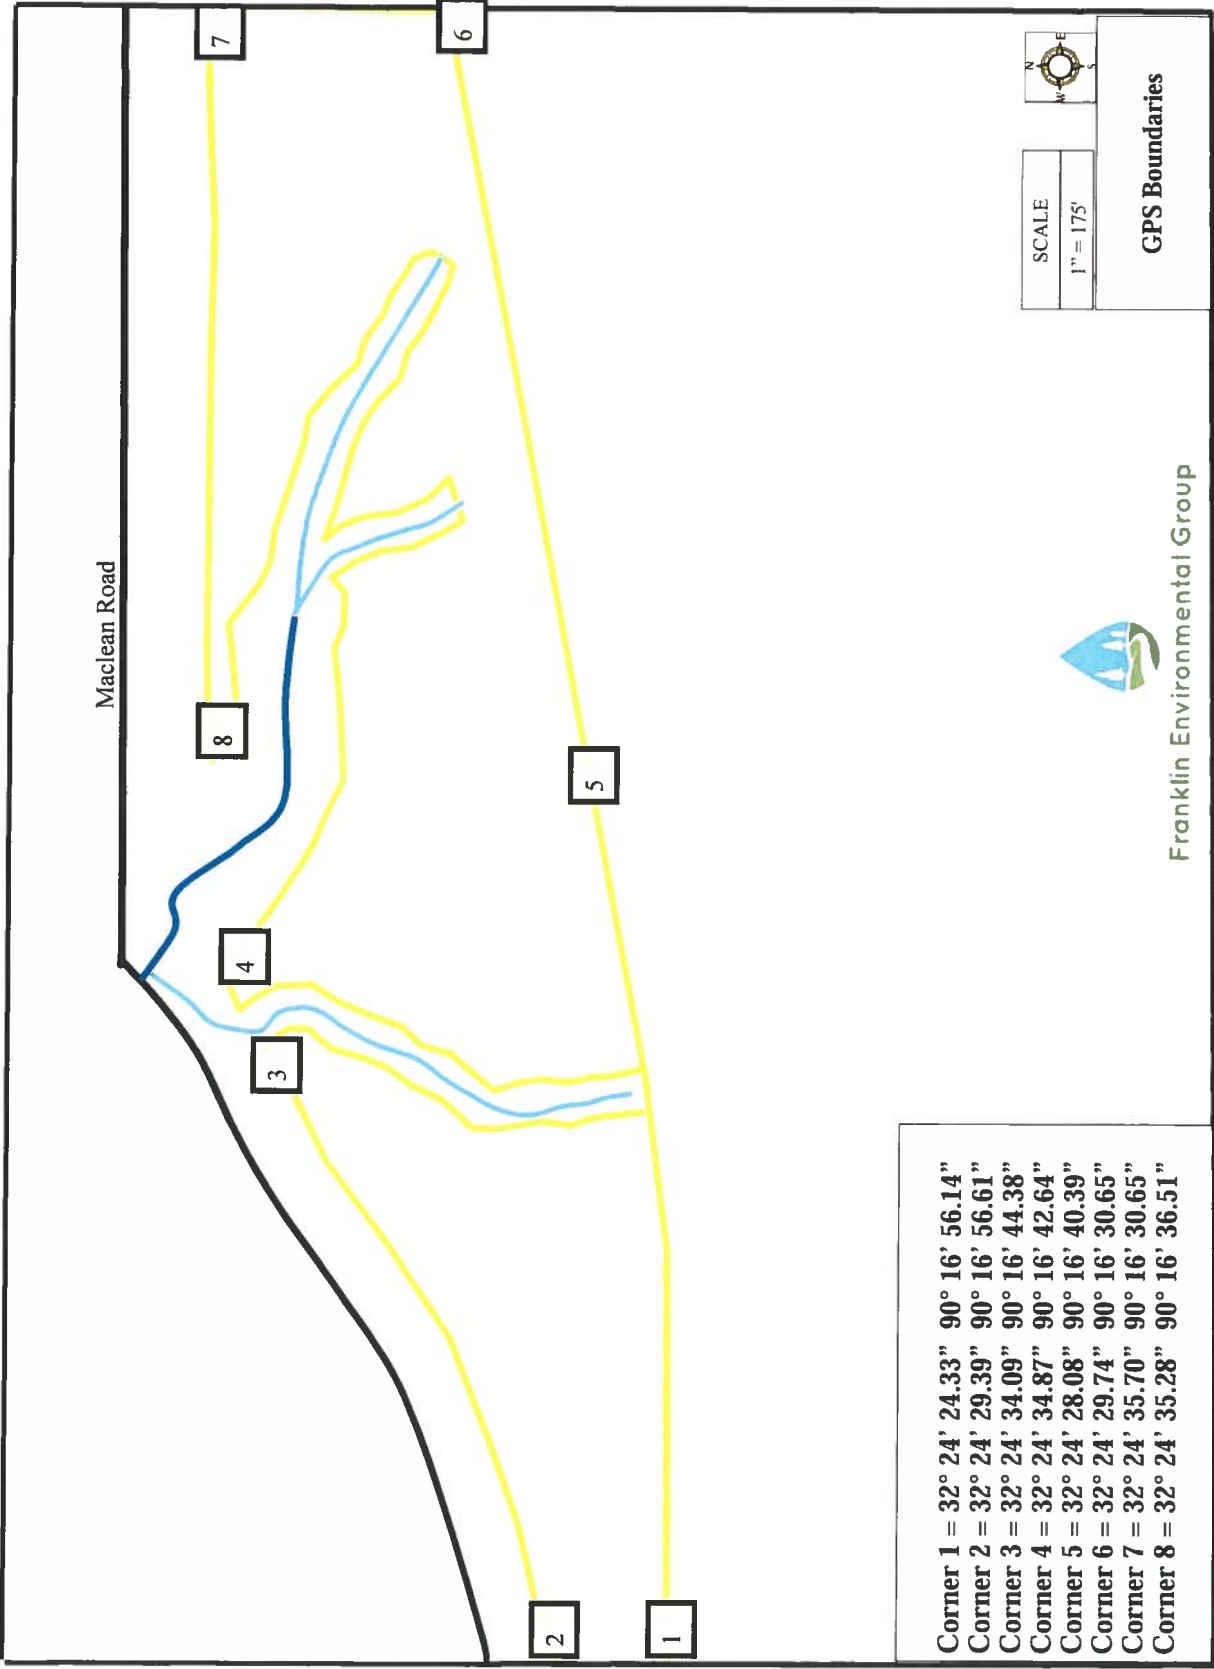 Maclean Road
7
6
8
5
4
3
2
1
N
W
E
S
SCALE
1” = 175'
GPS Boundaries
Franklin Environmental Group
Corner 1 = 32° 24’ 24.33” 90° 16’ 56.14”
Corner 2 = 32° 24’ 29.39” 90° 16’ 56.61”
Corner 3 = 32° 24’ 34.09” 90° 16’ 44.38”
Corner 4 = 32° 24’ 34.87” 90° 16’ 42.64”
Corner 5 = 32° 24’ 28.08” 90° 16’ 40.39”
Corner 6 = 32° 24’ 29.74” 90° 16’ 30.65”
Corner 7 = 32° 24’ 35.70” 90° 16’ 30.65”
Corner 8 = 32° 24’ 35.28” 90° 16’ 36.51”